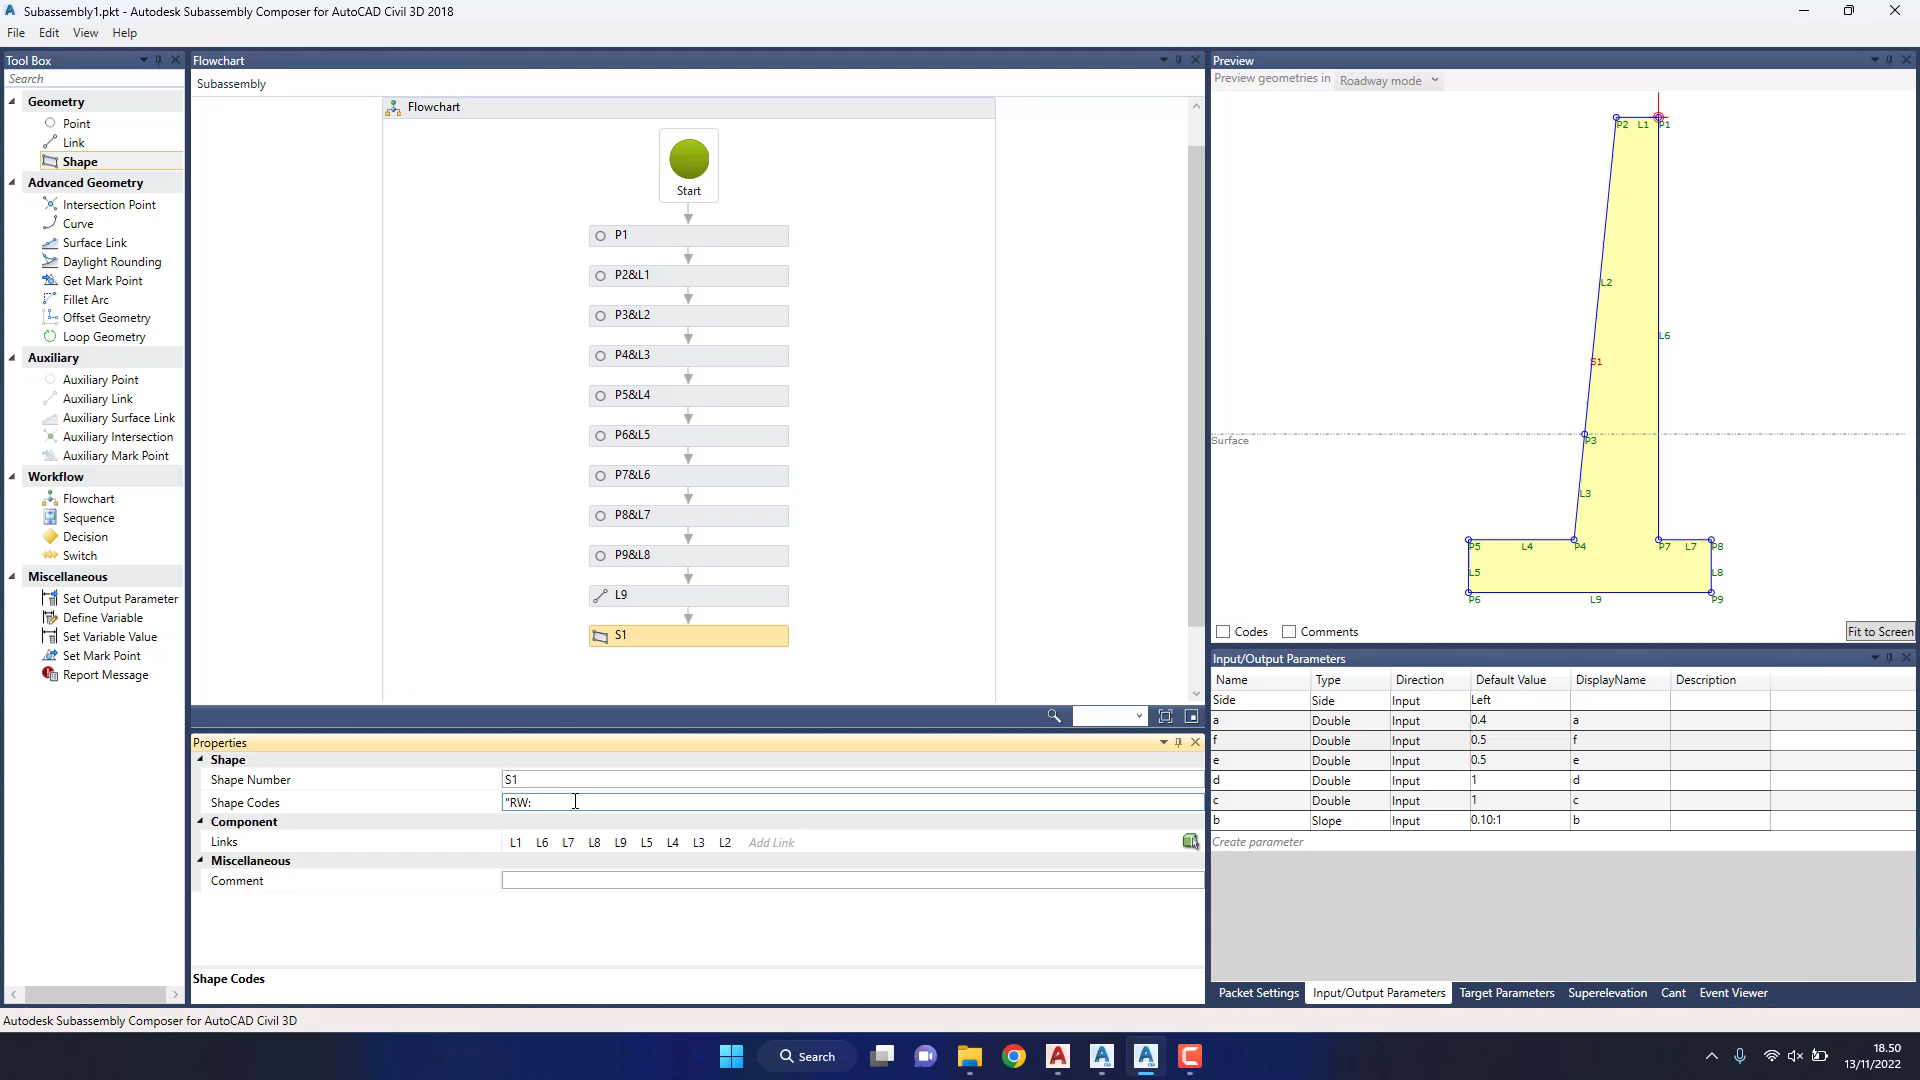 Subassembly1.pkt - Autodesk Subassembly Composer for AutoCAD Civil 3D 2018
File Edit View Help
Tool Box
Search
Geometry
Point
Link
Shape
Advanced Geometry
Intersection Point
Curve
Surface Link
Daylight Rounding
Get Mark Point
Fillet Arc
Offset Geometry
Loop Geometry
Auxiliary
Auxiliary Point
Auxiliary Link
Auxiliary Surface Link
Auxiliary Intersection
Auxiliary Mark Point
Workflow
Flowchart
Sequence
Decision
Switch
Miscellaneous
Set Output Parameter
Define Variable
Set Variable Value
Set Mark Point
Report Message
Flowchart
Subassembly
Flowchart
Start
P1
P2&L1
P3&L2
P4&L3
P5&L4
P6&L5
P7&L6
P8&L7
P9&L8
L9
S1
Properties
Shape
Shape Number S1
Shape Codes "RW:
Component
Links L1 L6 L7 L8 L9 L5 L4 L3 L2 Add Link
Miscellaneous
Comment
Shape Codes
Preview
Preview geometries in Roadway mode
P2 L1 P1
L2
L6
S1
P3
Surface
L3
P5 L4 P4 P7 L7 P8
L5 L8
P6 L9 P9
Codes Comments Fit to Screen
Input/Output Parameters
Name Type Direction Default Value DisplayName Description
Side Side Input Left
a Double Input 0.4 a
f Double Input 0.5 f
e Double Input 0.5 e
d Double Input 1 d
c Double Input 1 c
b Slope Input 0.10:1 b
Create parameter
Packet Settings Input/Output Parameters Target Parameters Superelevation Cant Event Viewer
Autodesk Subassembly Composer for AutoCAD Civil 3D
Search
18.50
13/11/2022